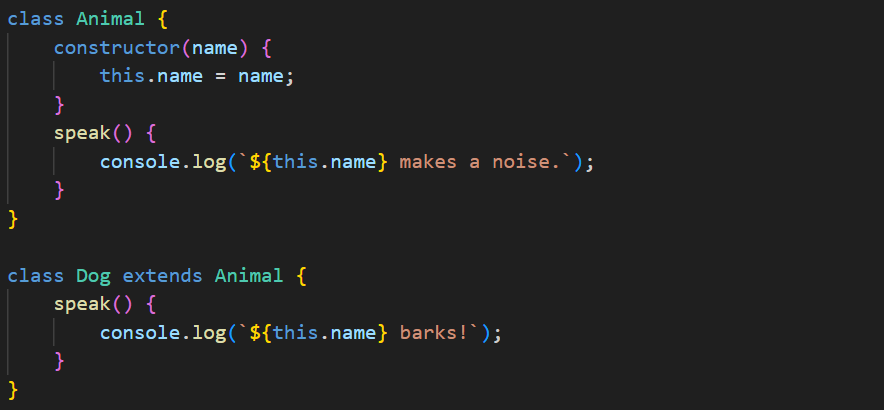 class Animal {
    constructor(name) {
        this.name = name;
    }
    speak() {
        console.log(`${this.name} makes a noise.`);
    }
}

class Dog extends Animal {
    speak() {
        console.log(`${this.name} barks!`);
    }
}